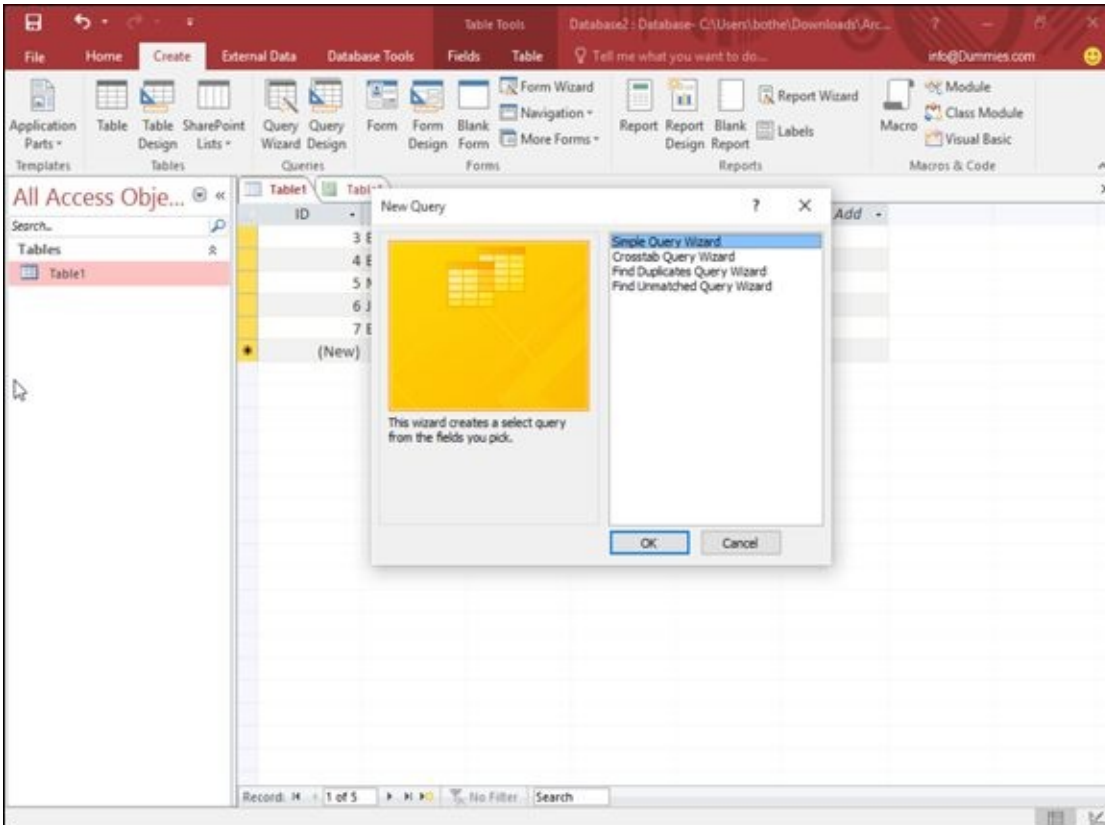 Table Tools
Database2 : Database- C:\Users\bothe\Downloads\Arc...
?
File Home Create External Data Database Tools Fields Table Tell me what you want to do... info@Dummies.com
Application Parts
Table
Table Design
SharePoint Lists
Query Wizard
Query Design
Form
Form Design
Blank Form
Form Wizard
Navigation
More Forms
Report
Report Design
Blank Report
Report Wizard
Labels
Macro
Module
Class Module
Visual Basic
Templates Tables Queries Forms Reports Macros & Code
All Access Obje...
Search..
Tables
Table1
Table1
ID
Add
3 E
4 E
5
6 J
7 E
(New)
New Query ?
Simple Query Wizard
Crosstab Query Wizard
Find Duplicates Query Wizard
Find Unmatched Query Wizard
This wizard creates a select query
from the fields you pick.
OK Cancel
Record: 1 of 5 No Filter Search